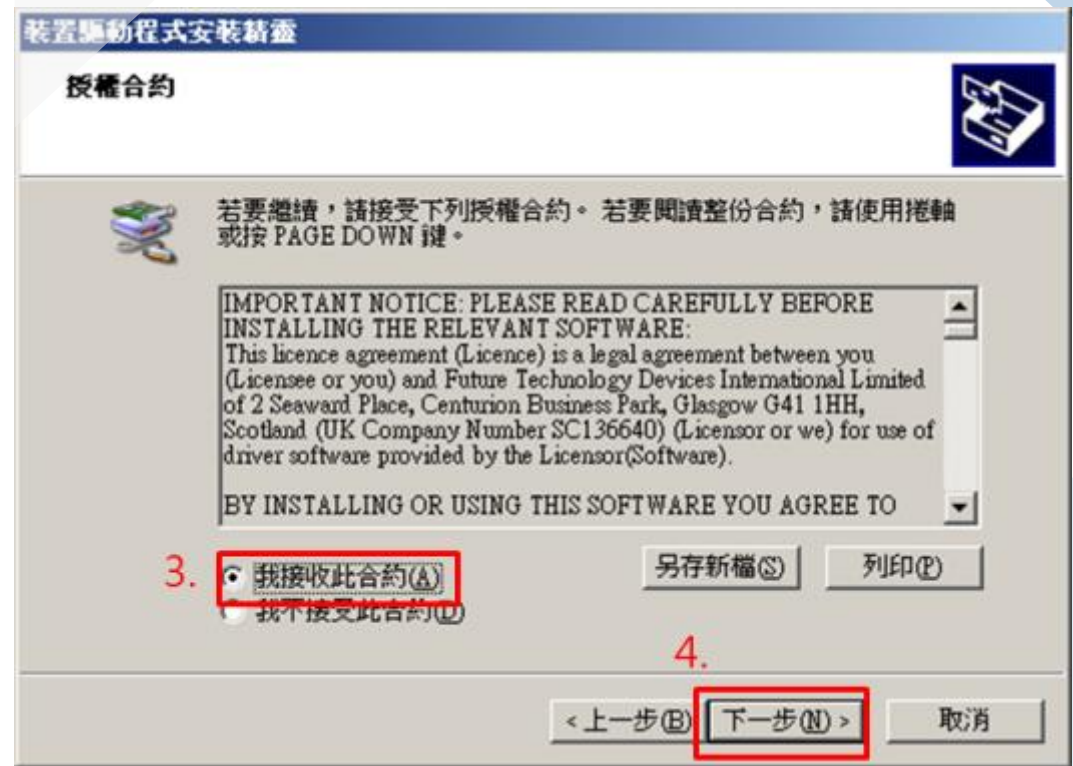 裝置驅動程式安裝精靈
授權合約
若要繼續，請接受下列授權合約。 若要閱讀整份合約，請使用捲軸
或按 PAGE DOWN 鍵。
IMPORTANT NOTICE: PLEASE READ CAREFULLY BEFORE
INSTALLING THE RELEVANT SOFTWARE:
This licence agreement (Licence) is a legal agreement between you
(Licensee or you) and Future Technology Devices International Limited
of 2 Seaward Place, Centurion Business Park, Glasgow G41 1HH,
Scotland (UK Company Number SC136640) (Licensor or we) for use of
driver software provided by the Licensor(Software).
BY INSTALLING OR USING THIS SOFTWARE YOU AGREE TO
3. 我接收此合約(A) 另存新檔(S) 列印(P)
我不接受此合約(D)
4.
<上一步(B) 下一步(N)> 取消